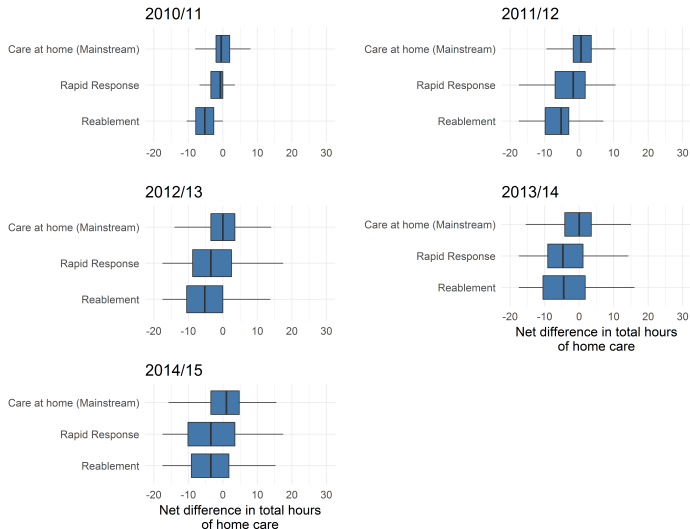 2010/11
Care at home (Mainstream)
Rapid Response
Reablement
-20 -10 0 10 20 30
2011/12
Care at home (Mainstream)
Rapid Response
Reablement
-20 -10 0 10 20 30
2012/13
Care at home (Mainstream)
Rapid Response
Reablement
-20 -10 0 10 20 30
2013/14
Care at home (Mainstream)
Rapid Response
Reablement
-20 -10 0 10 20 30
Net difference in total hours
of home care
2014/15
Care at home (Mainstream)
Rapid Response
Reablement
-20 -10 0 10 20 30
Net difference in total hours
of home care